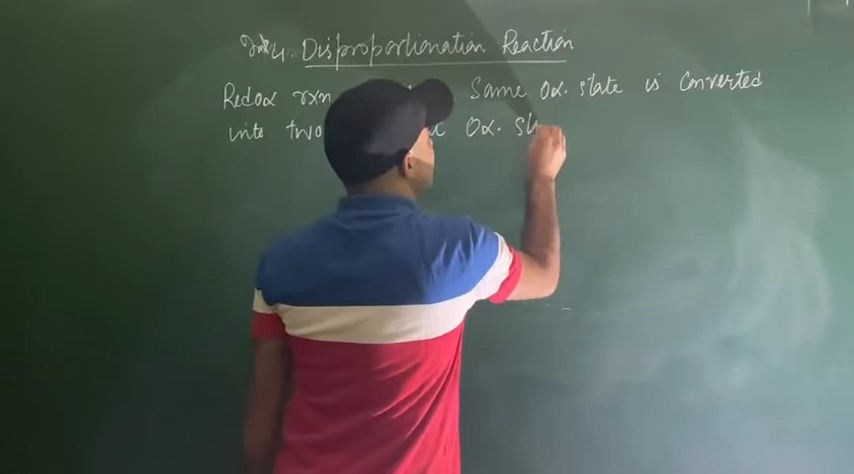 Disproportionation Reaction
Redox rxn Same Ox. state is Converted
into two Ox. St